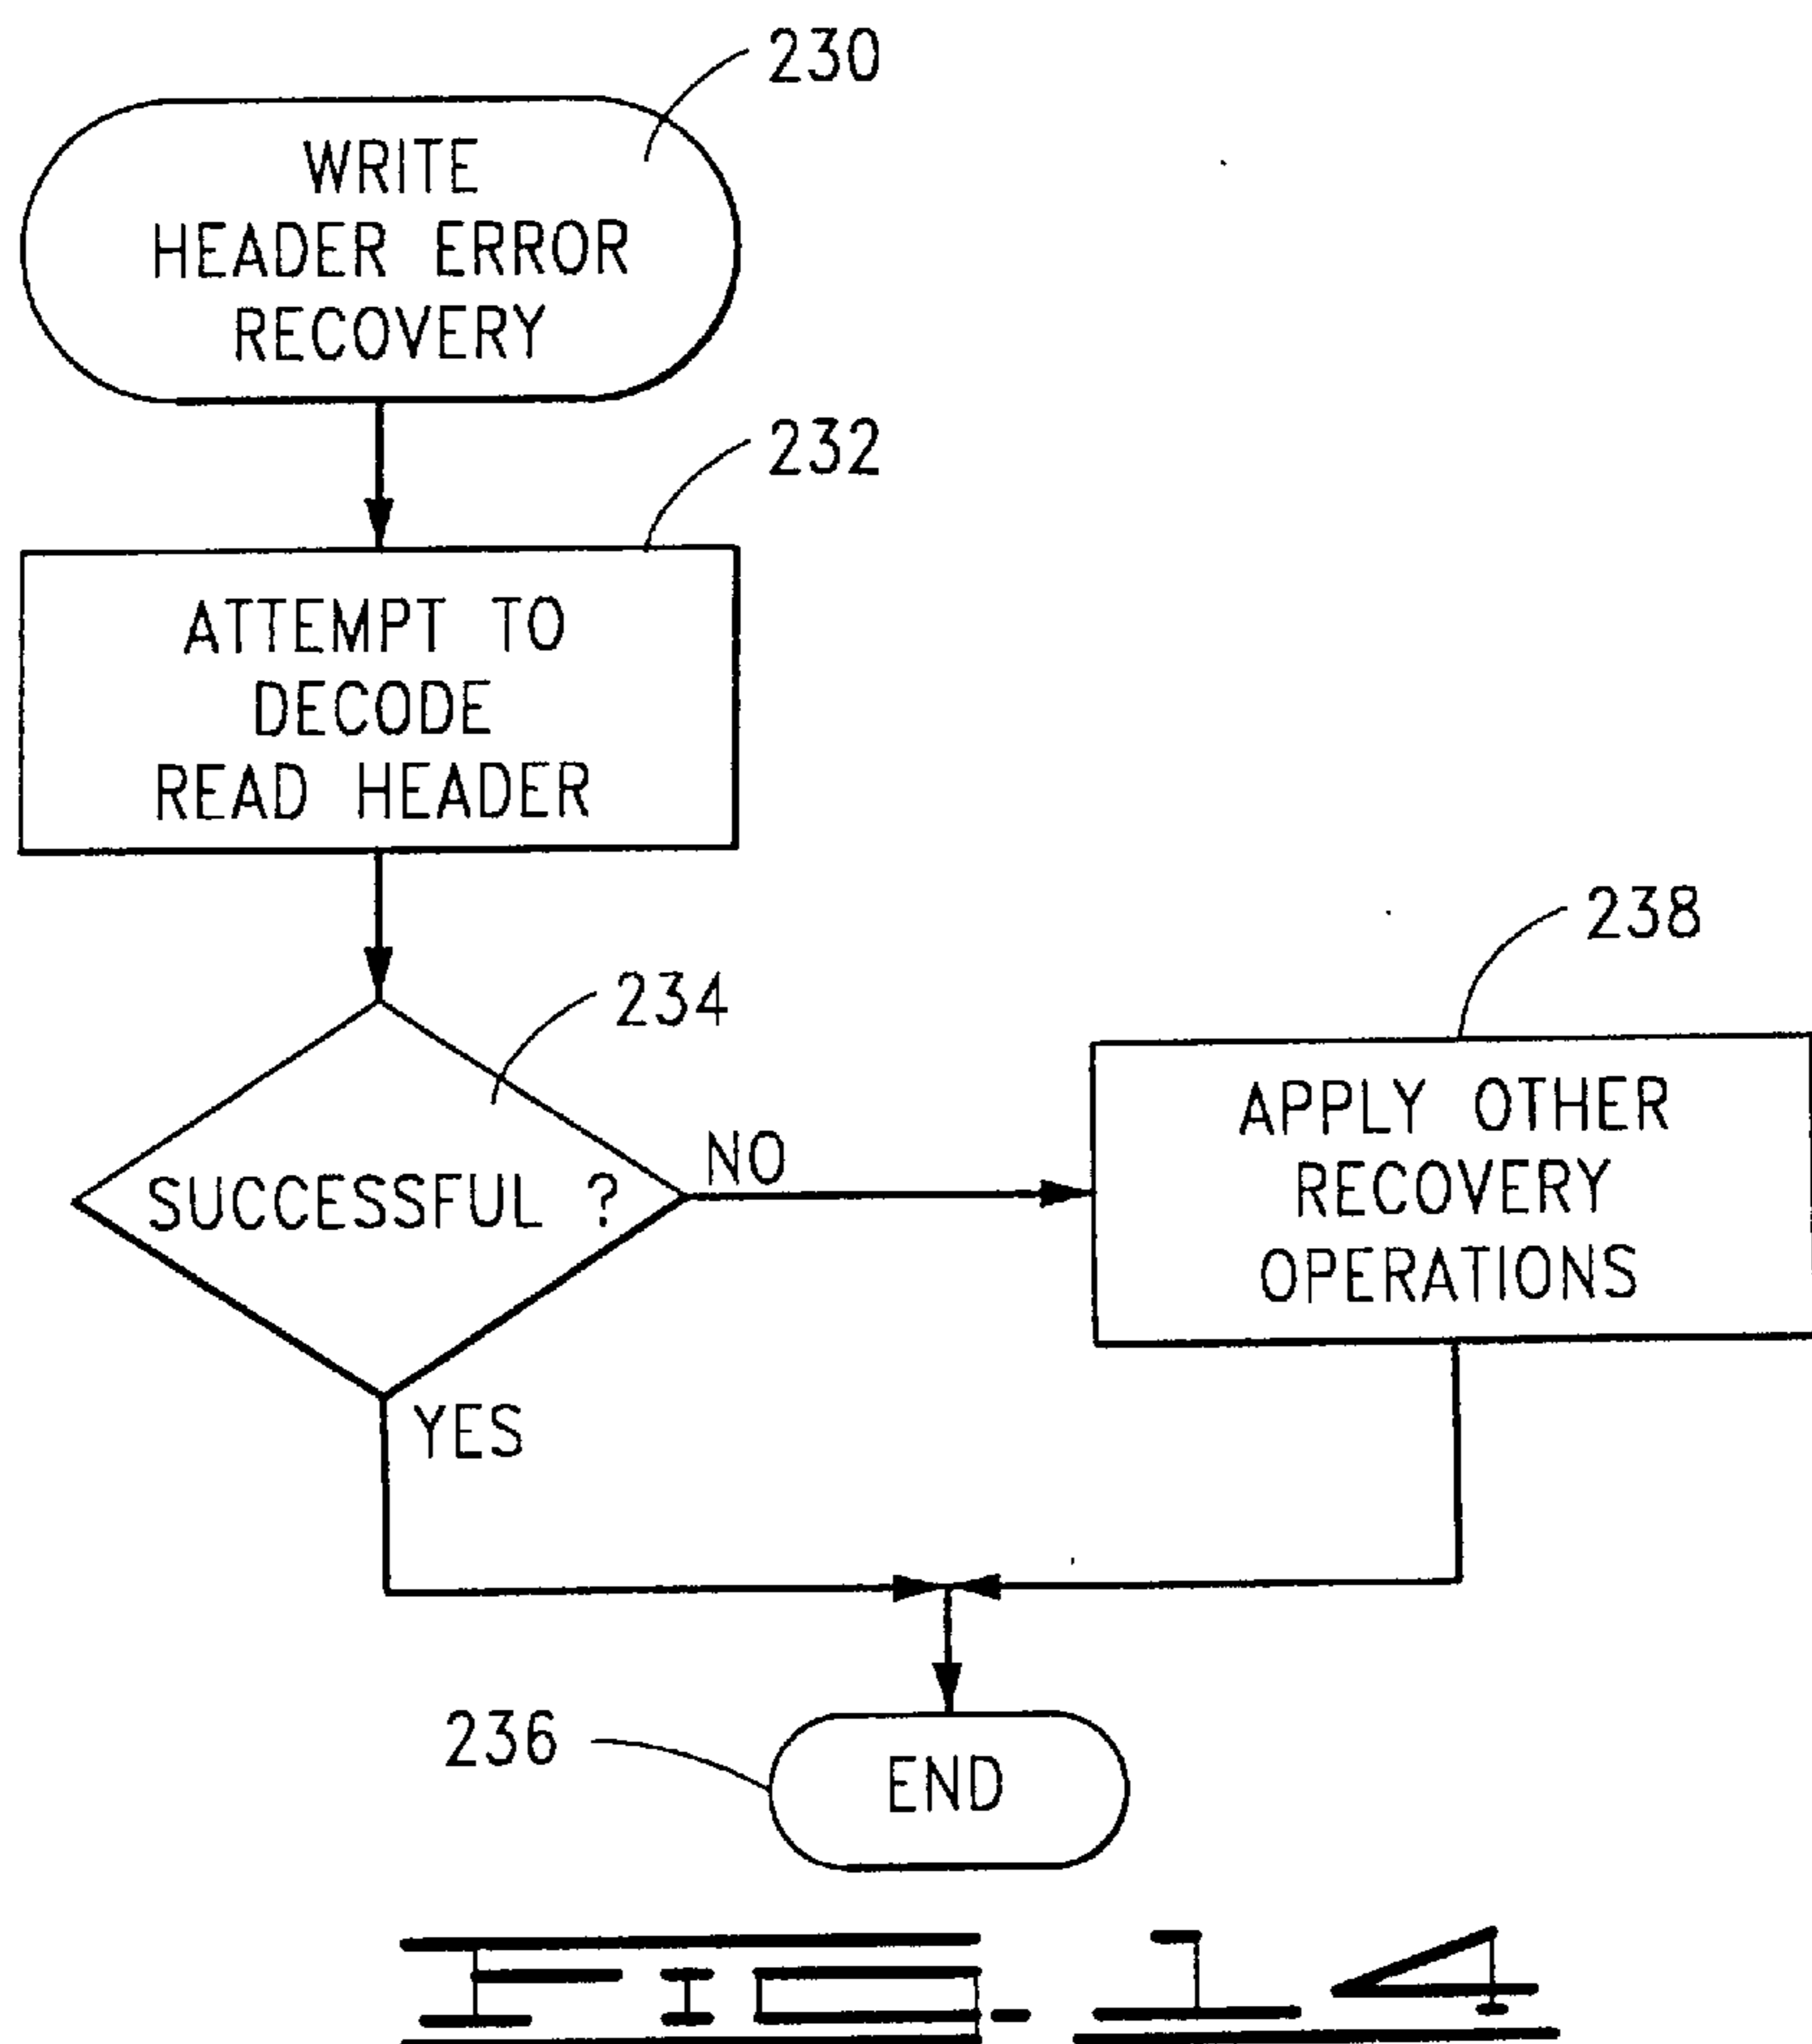 230
WRITE
HEADER ERROR
RECOVERY
232
ATTEMPT TO
DECODE
READ HEADER
234
SUCCESSFUL ?
NO
YES
238
APPLY OTHER
RECOVERY
OPERATIONS
236
END
FIG. 14